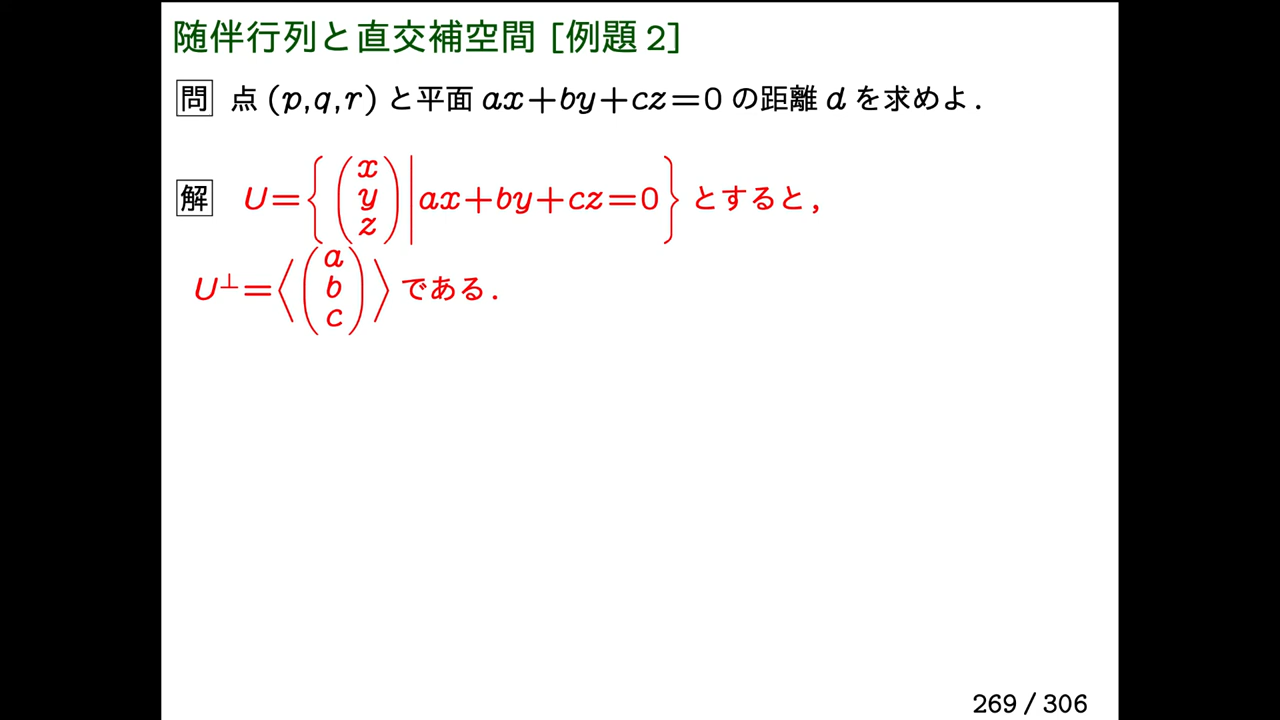 随伴行列と直交補空間 [例題 2]
問 点 (p,q,r) と平面 ax+by+cz=0 の距離 d を求めよ.
解 U={(x y z)|ax+by+cz=0} とすると,
U⊥=⟨(a b c)⟩ である.
269 / 306